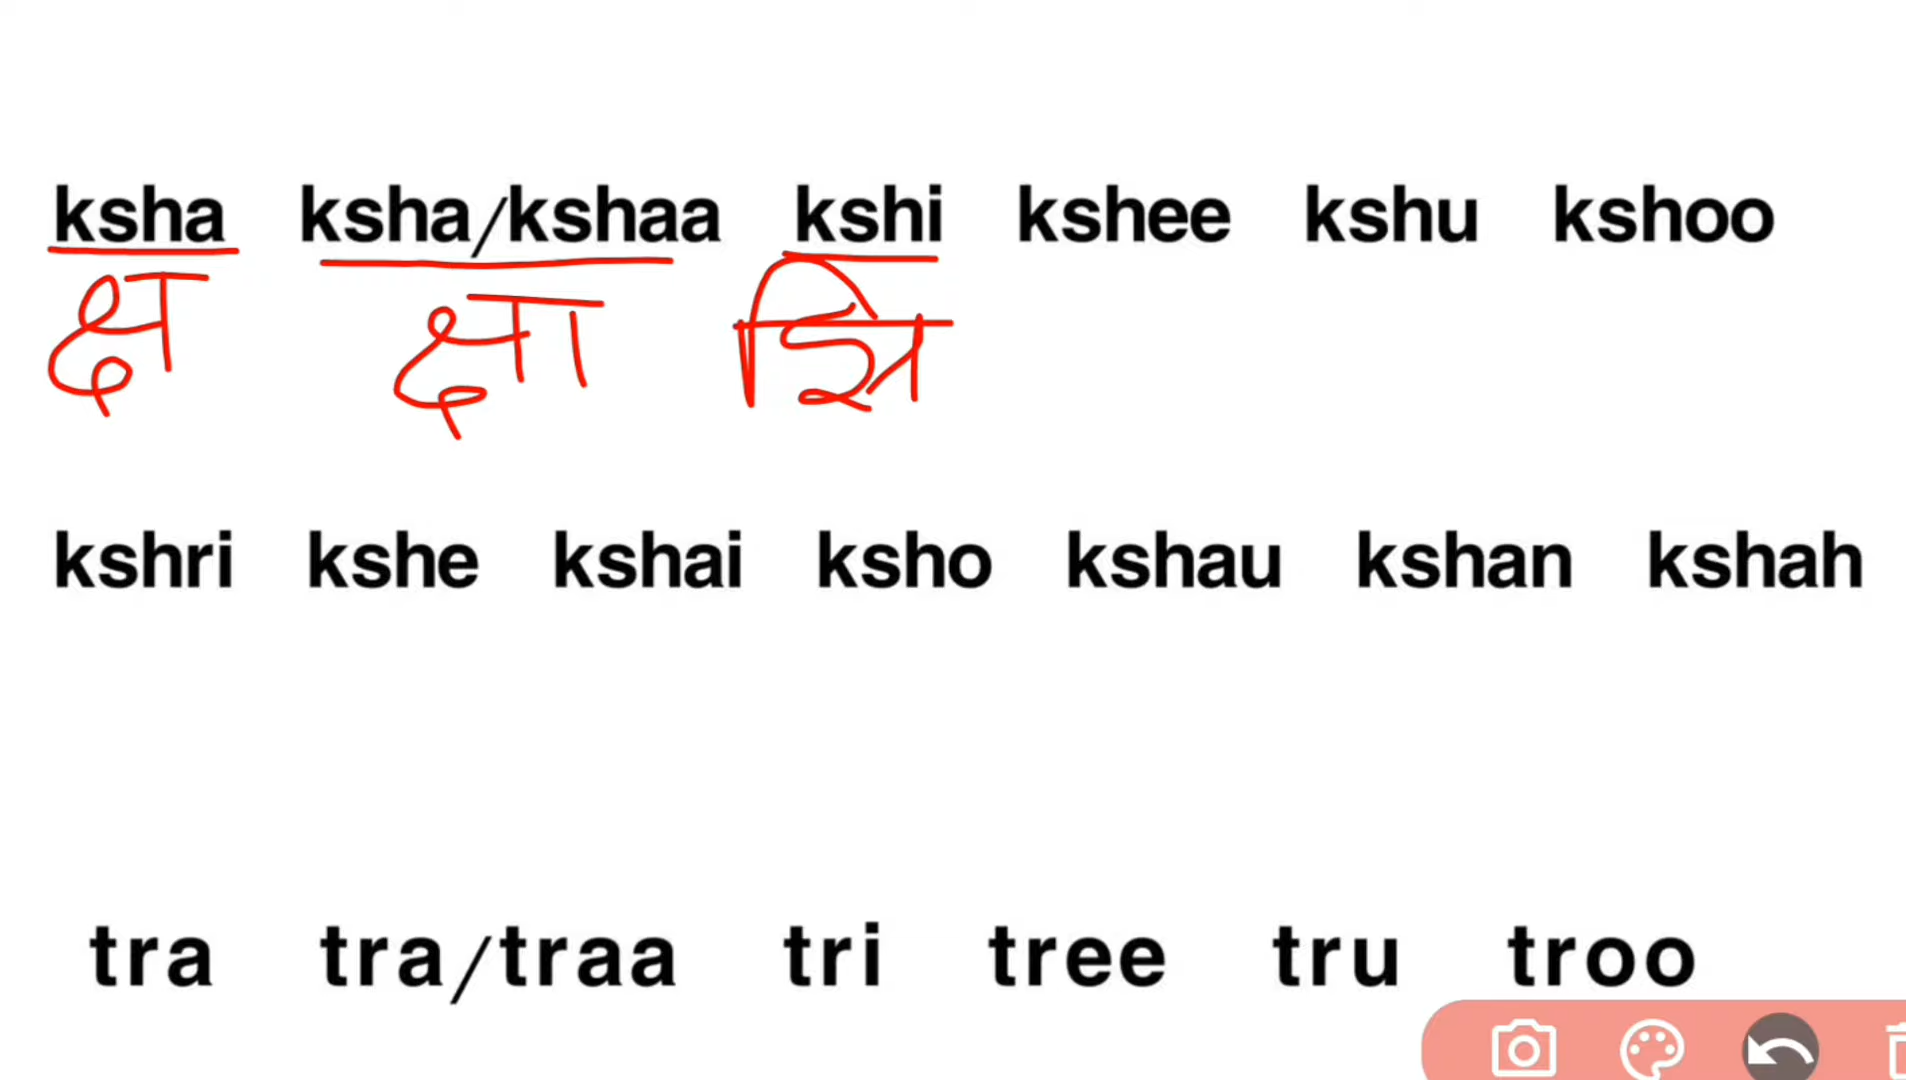 ksha ksha/kshaa kshi kshee kshu kshoo
क्ष क्षा क्षि
kshri kshe kshai ksho kshau kshan kshah
tra tra/traa tri tree tru troo